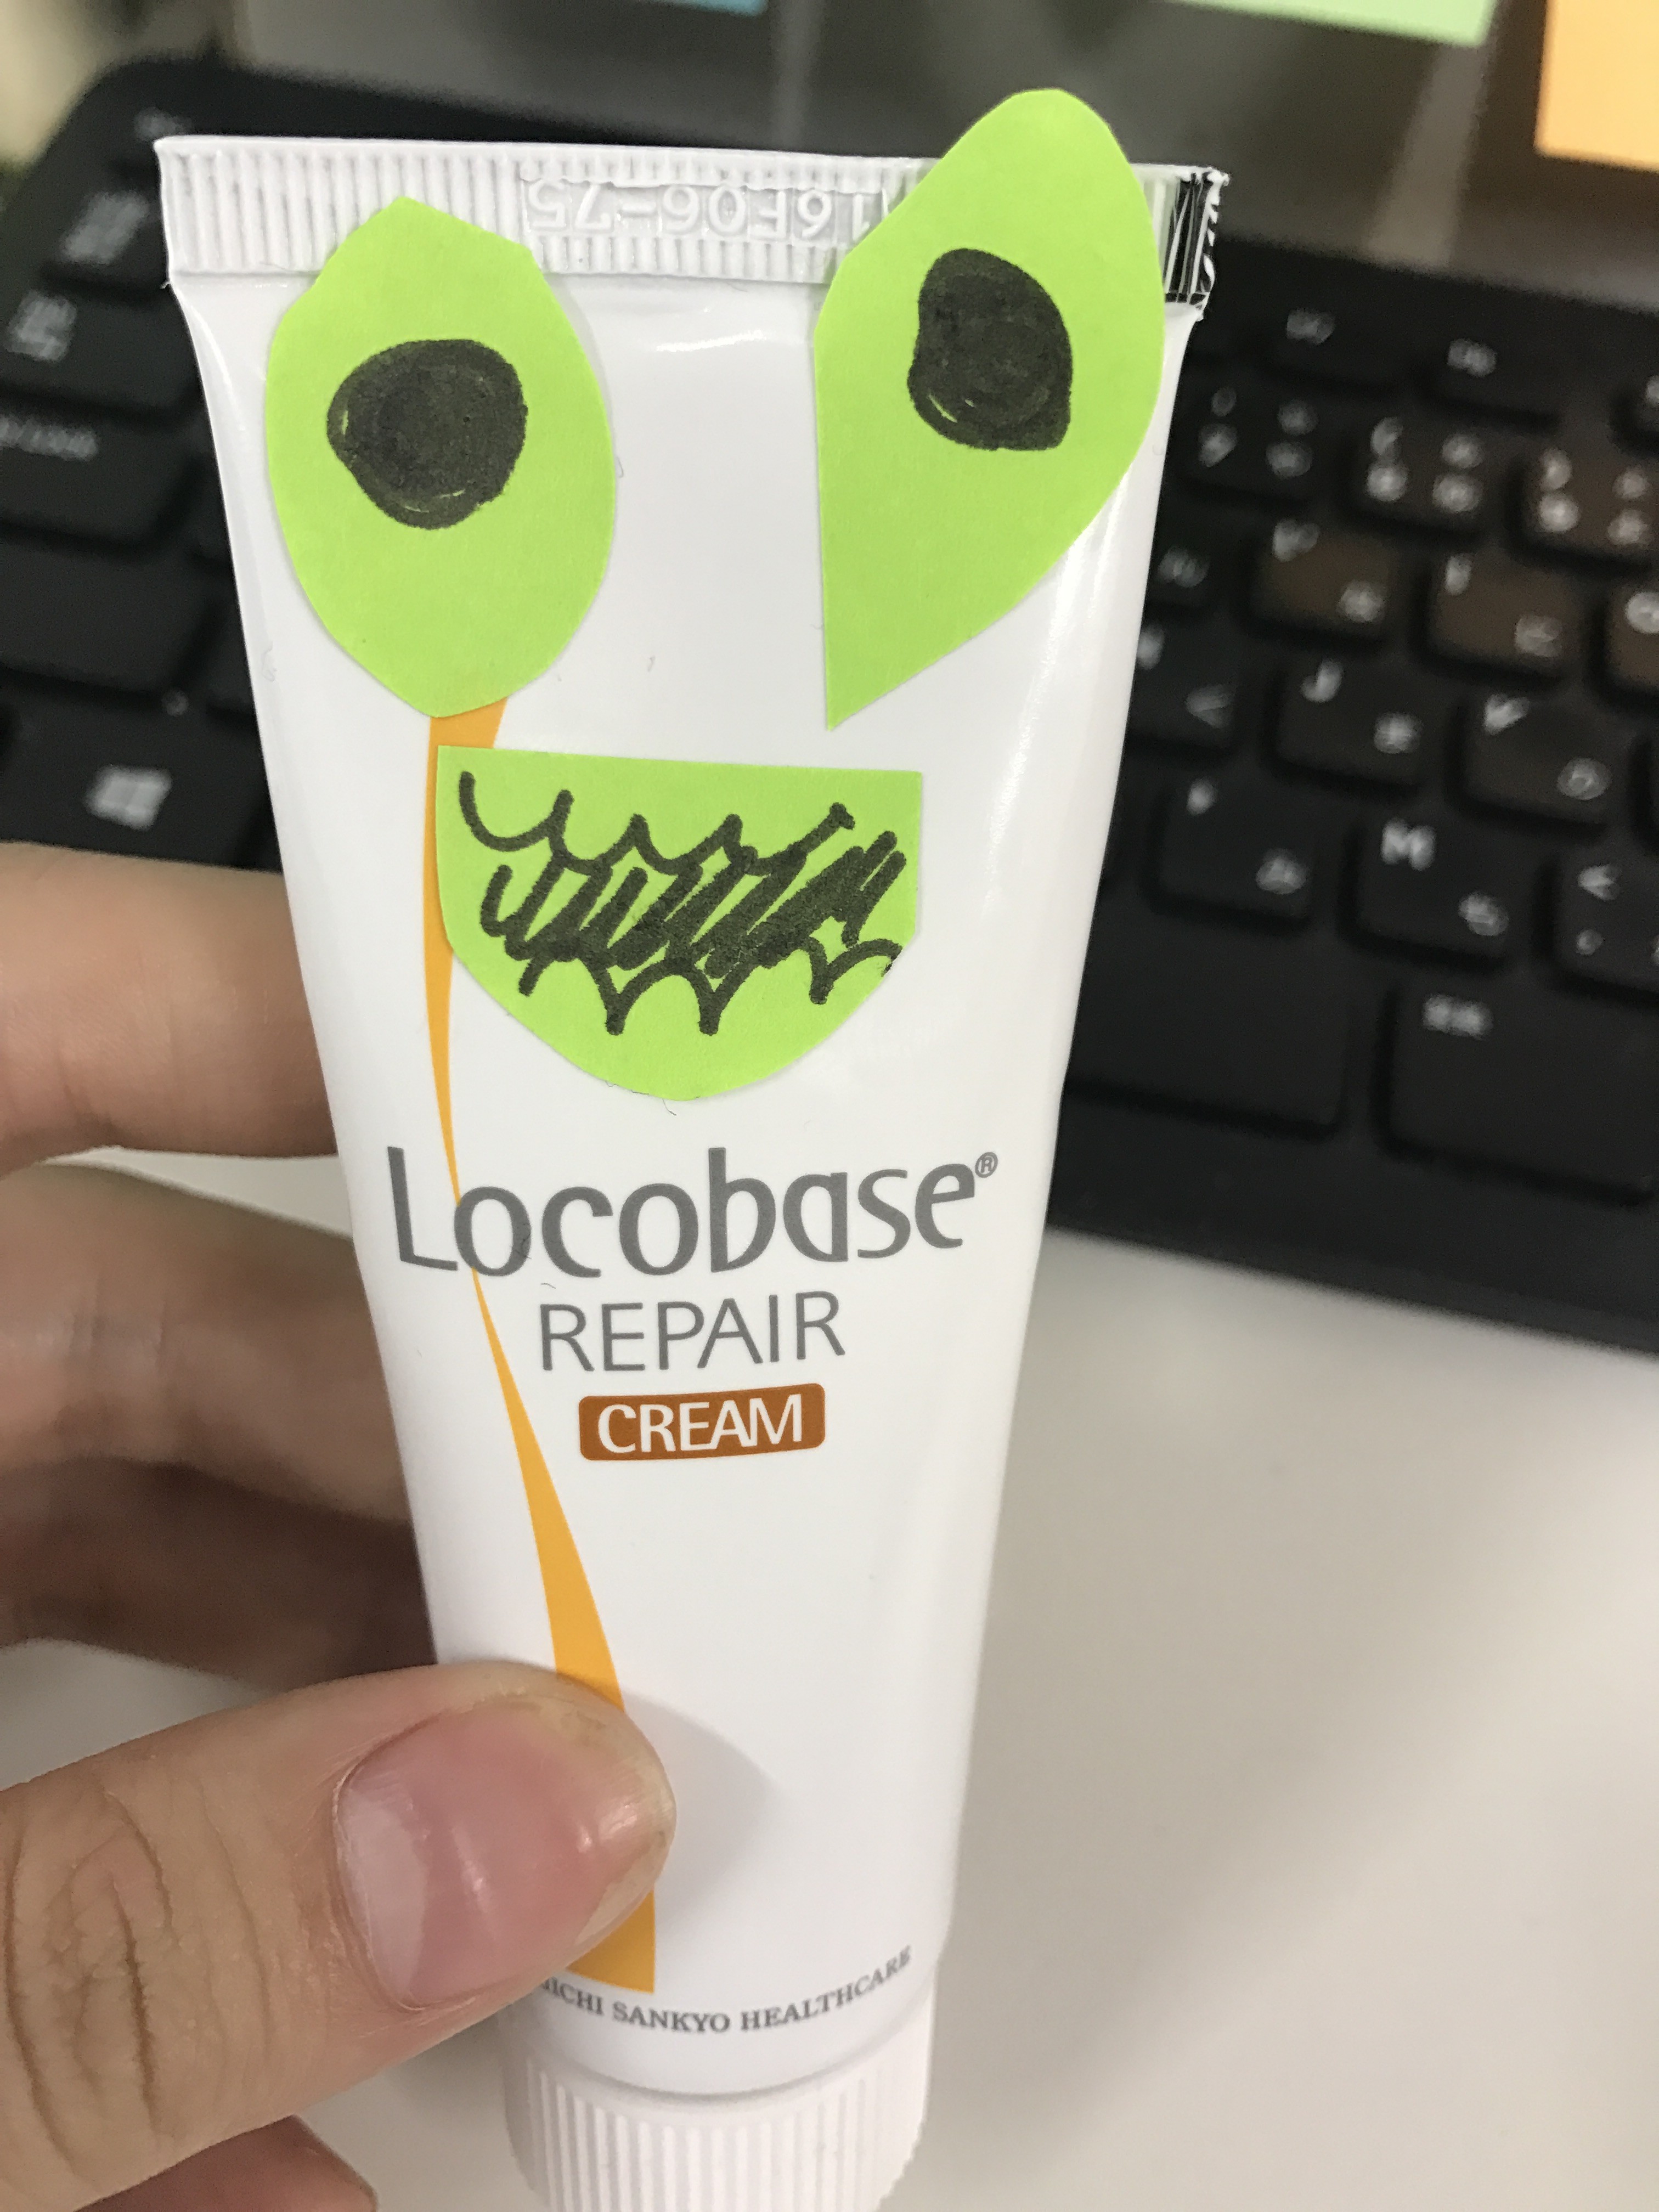 16F06-75
Locobase®
REPAIR
CREAM
SANKYO HEALTHCARE
J
M